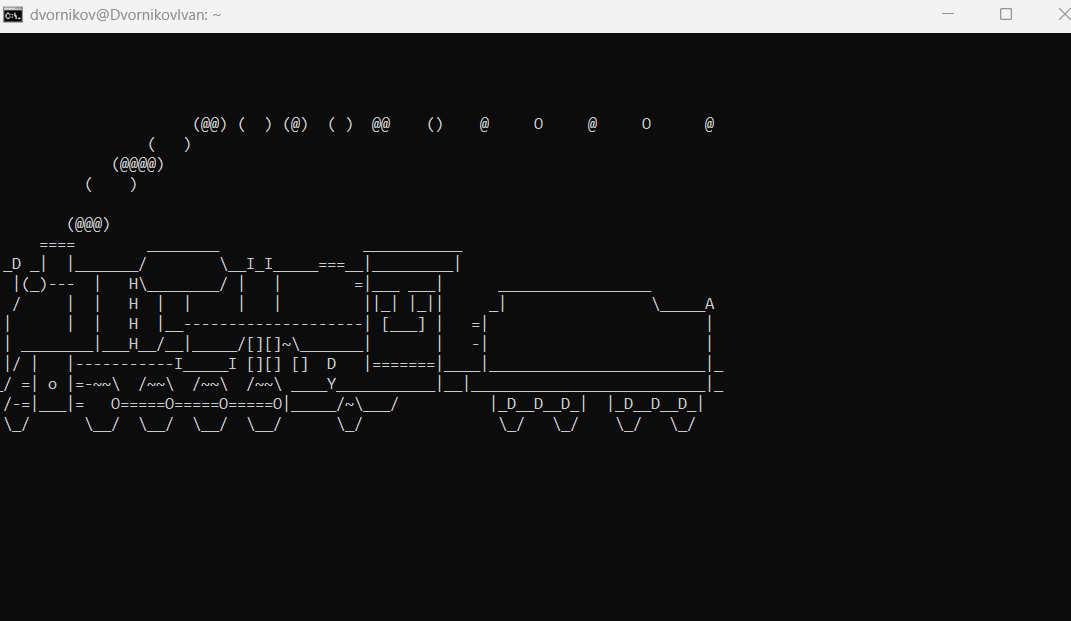 dvornikov@DvornikovIvan: ~
                     (@@) (  ) (@)  ( )  @@    ()    @     O     @     O      @
                (   )
            (@@@@)
         (    )

       (@@@)
    ====        ________                ___________
_D _|  |_______/        \__I_I_____===__|_________|
 |(_)---  |   H\________/ |   |        =|___ ___|      _________________
 /     |  |   H  |  |     |   |         ||_| |_||     _|                \_____A
|      |  |   H  |__--------------------| [___] |   =|                        |
| ________|___H__/__|_____/[][]~\_______|       |   -|                        |
|/ |   |-----------I_____I [][] []  D   |=======|____|________________________|_
_/ =| o |=-~~\  /~~\  /~~\  /~~\ ____Y___________|__|__________________________|_
/-=|___|=   O=====O=====O=====O|_____/~\___/          |_D__D__D_|  |_D__D__D_|
\_/      \__/  \__/  \__/  \__/      \_/               \_/   \_/    \_/   \_/